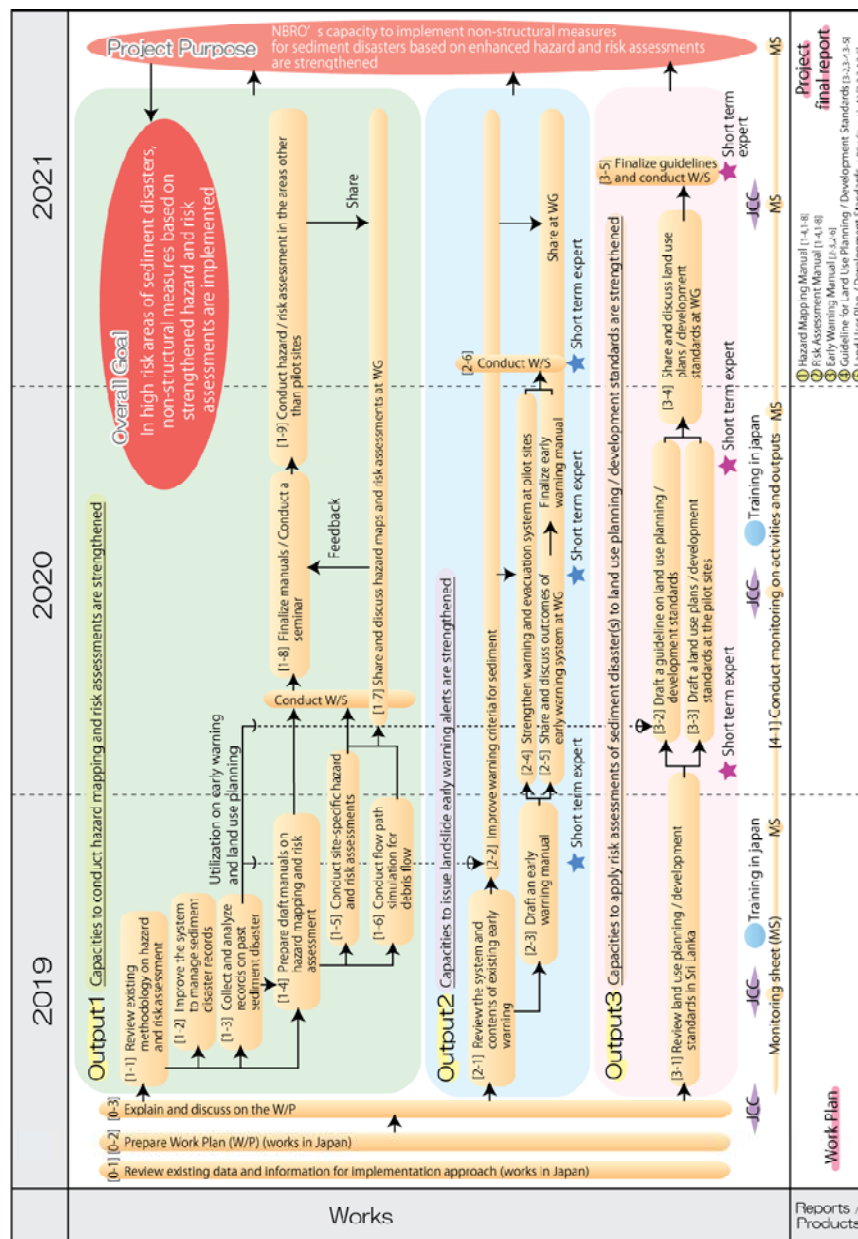 2019
2020
2021
Works
[0-1] Review existing data and information for implementation approach (works in Japan)
[0-2] Prepare Work Plan (W/P) (works in Japan)
[0-3] Explain and discuss on the W/P
Output1 Capacities to conduct hazard mapping and risk assessments are strengthened
[1-1] Review existing
methodology on hazard
and risk assessment
[1-2] Improve the system
to manage sediment
disaster records
[1-3] Collect and analyze
records on past
sediment disaster
Utilization on early warning
and land use planning
[1-4] Prepare draft manuals on
hazard mapping and risk
assessment
[1-5] Conduct site-specific hazard
and risk assessments
[1-6] Conduct flow path
simulation for
debris flow
Conduct W/S
[1-7] Share and discuss hazard maps and risk assessments at WG
[1-8] Finalize manuals / Conduct a
seminar
Feedback
[1-9] Conduct hazard / risk assessment in the areas other
than pilot sites
Share
Overall Goal
In high risk areas of sediment disasters,
non-structural measures based on
strengthened hazard and risk
assessments are implemented
Project Purpose
NBRO's capacity to implement non-structural measures
for sediment disasters based on enhanced hazard and risk assessments
are strengthened
Output2 Capacities to issue landslide early warning alerts are strengthened
[2-1] Review the system and
contents of existing early
warning
[2-2] Improve warning criteria for sediment
[2-3] Draft an early
warning manual
[2-4] Strengthen warning and evacuation system at pilot sites
[2-5] Share and discuss outcomes of
early warning system at WG
Finalize early
warning manual
[2-6]
Conduct W/S
Share at WG
Short term expert
Short term expert
Short term expert
Output3 Capacities to apply risk assessments of sediment disaster(s) to land use planning / development standards are strengthened
[3-1] Review land use planning / development
standards in Sri Lanka
[3-2] Draft a guideline on land use planning /
development standards
[3-3] Draft a land use plans / development
standards at the pilot sites
[3-4] Share and discuss land use
plans / development
standards at WG
[3-5]
Finalize guidelines
and conduct W/S
Short term expert
Short term expert
Short term
expert
JCC
JCC
Training in japan
JCC
Training in japan
JCC
Monitoring sheet (MS)
MS
[4-1] Conduct monitoring on activities and outputs
MS
MS
MS
Reports /
Products
Work Plan
Project
final report
① Hazard Mapping Manual [1-4,1-8]
② Risk Assessment Manual [1-4,1-8]
③ Early Warning Manual [2-3,2-6]
④ Guideline for Land Use Planning / Development Standards [3-2,3-4,3-5]